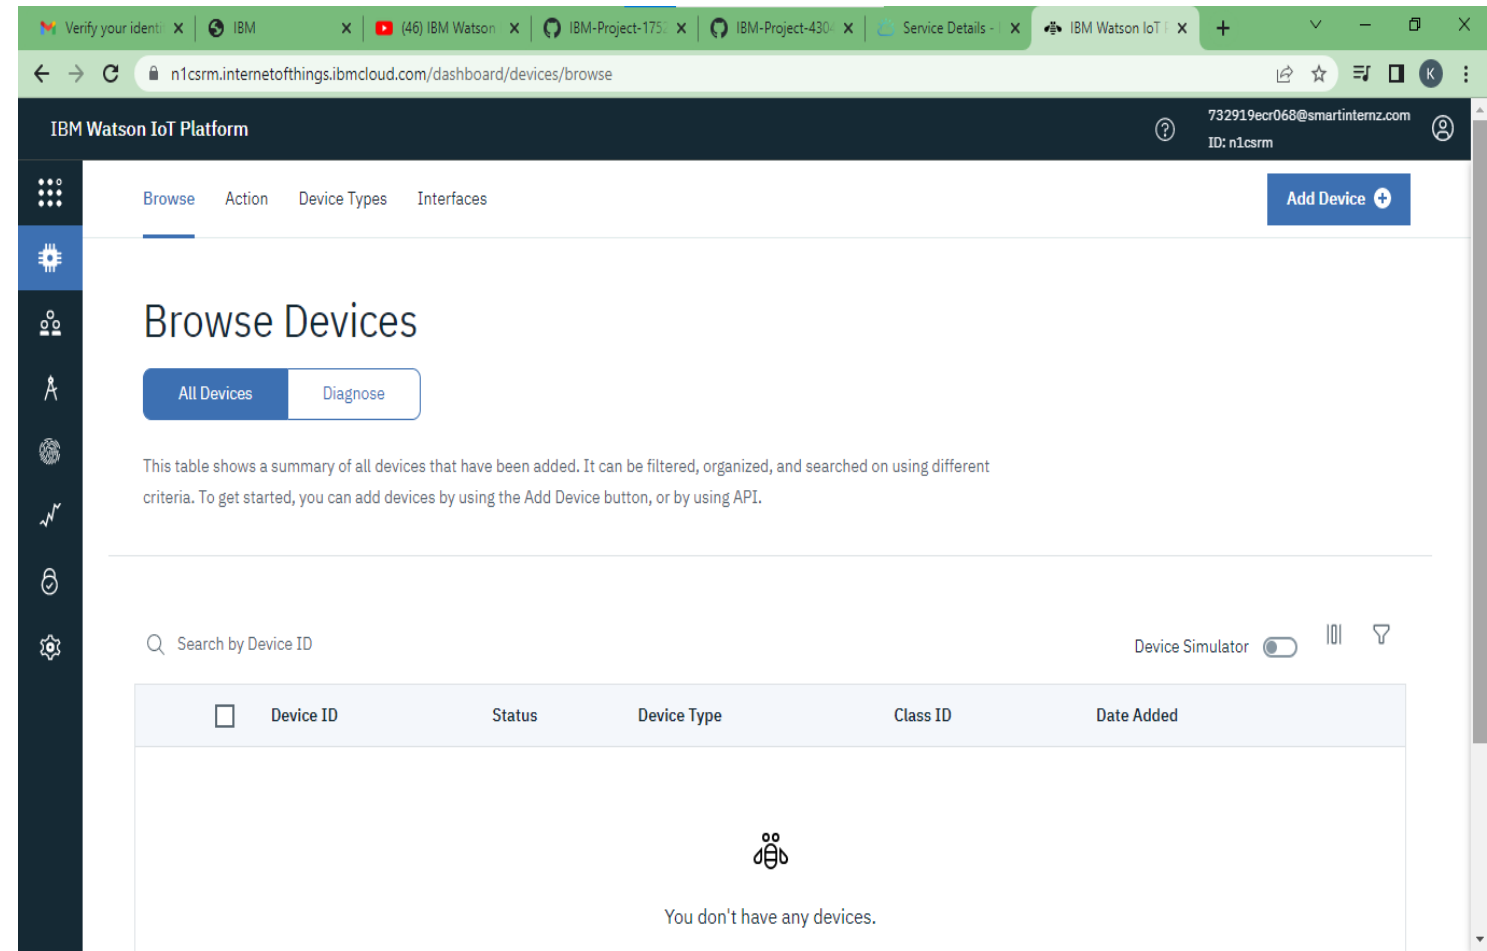 Verify your identi IBM (46) IBM Watson IBM-Project-1752 IBM-Project-4304 Service Details - IBM Watson IoT P
n1csrm.internetofthings.ibmcloud.com/dashboard/devices/browse K
IBM Watson IoT Platform
732919ecr068@smartinternz.com
ID: n1csrm
Browse Action Device Types Interfaces Add Device
Browse Devices
All Devices Diagnose
This table shows a summary of all devices that have been added. It can be filtered, organized, and searched on using different
criteria. To get started, you can add devices by using the Add Device button, or by using API.
Search by Device ID Device Simulator
Device ID Status Device Type Class ID Date Added
You don't have any devices.